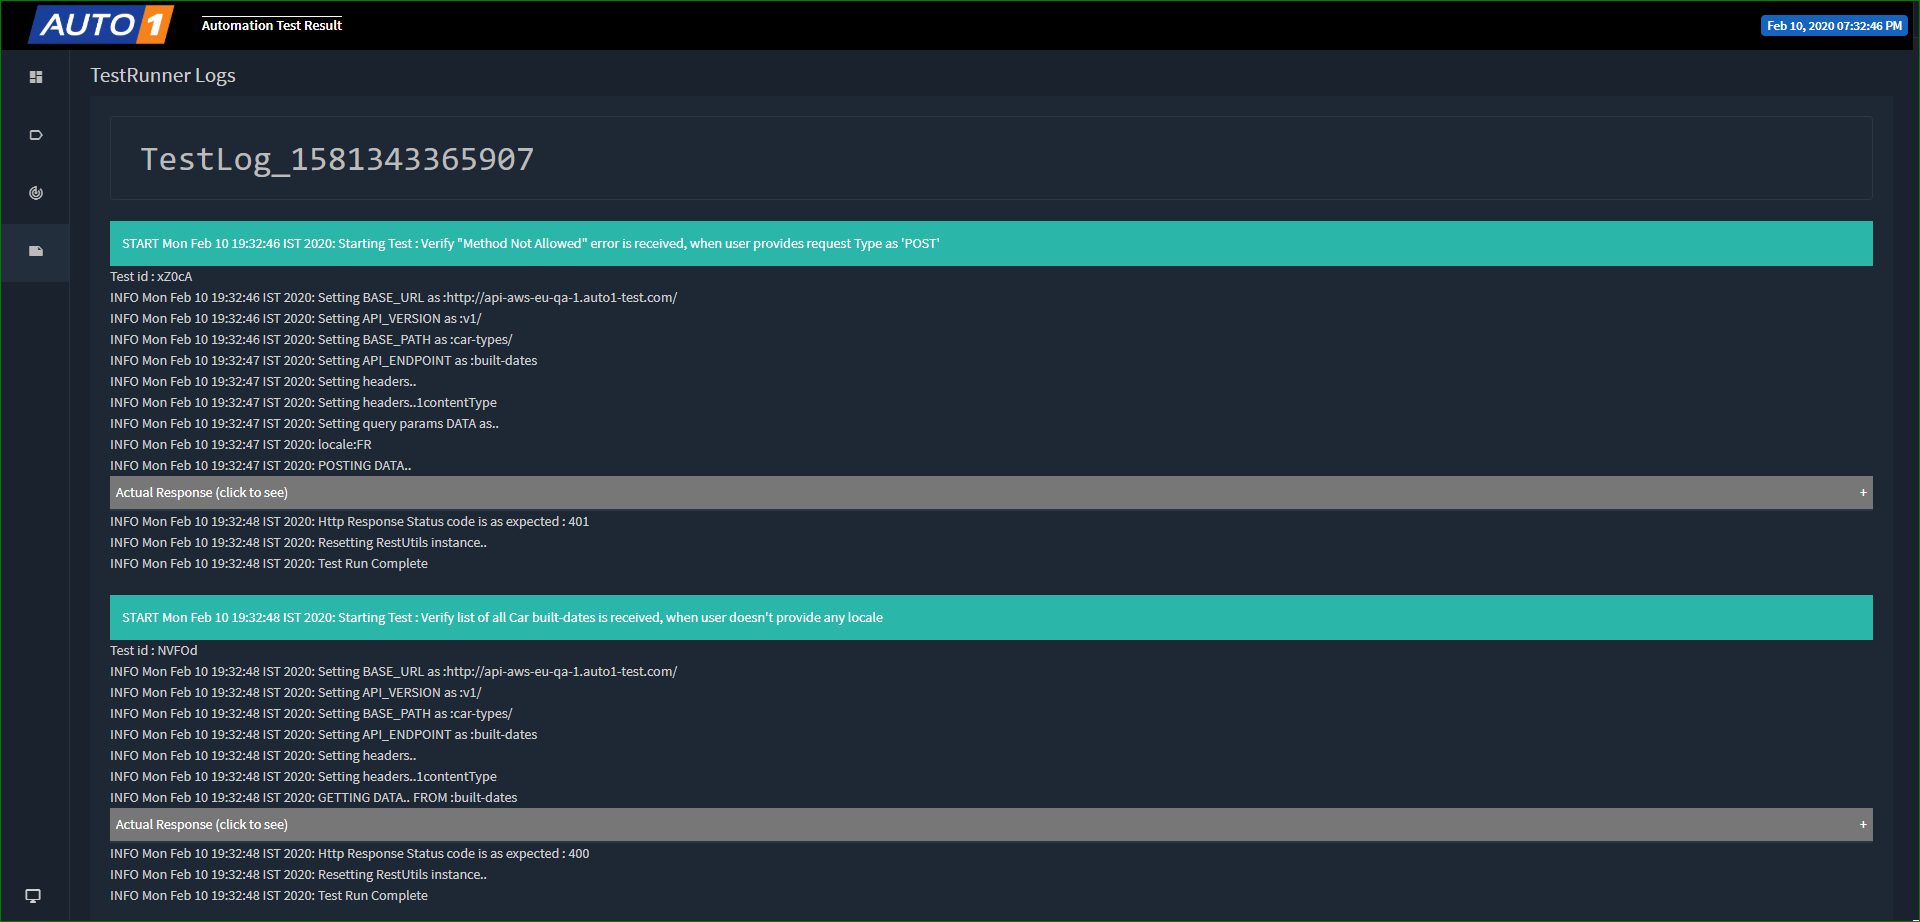 AUTO1
Automation Test Result
Feb 10, 2020 07:32:46 PM
TestRunner Logs
TestLog_1581343365907
START Mon Feb 10 19:32:46 IST 2020: Starting Test : Verify "Method Not Allowed" error is received, when user provides request Type as 'POST'
Test id : xZ0cA
INFO Mon Feb 10 19:32:46 IST 2020: Setting BASE_URL as :http://api-aws-eu-qa-1.auto1-test.com/
INFO Mon Feb 10 19:32:46 IST 2020: Setting API_VERSION as :v1/
INFO Mon Feb 10 19:32:46 IST 2020: Setting BASE_PATH as :car-types/
INFO Mon Feb 10 19:32:47 IST 2020: Setting API_ENDPOINT as :built-dates
INFO Mon Feb 10 19:32:47 IST 2020: Setting headers..
INFO Mon Feb 10 19:32:47 IST 2020: Setting headers..1contentType
INFO Mon Feb 10 19:32:47 IST 2020: Setting query params DATA as..
INFO Mon Feb 10 19:32:47 IST 2020: locale:FR
INFO Mon Feb 10 19:32:47 IST 2020: POSTING DATA..
Actual Response (click to see) +
INFO Mon Feb 10 19:32:48 IST 2020: Http Response Status code is as expected : 401
INFO Mon Feb 10 19:32:48 IST 2020: Resetting RestUtils instance..
INFO Mon Feb 10 19:32:48 IST 2020: Test Run Complete
START Mon Feb 10 19:32:48 IST 2020: Starting Test : Verify list of all Car built-dates is received, when user doesn't provide any locale
Test id : NVFOd
INFO Mon Feb 10 19:32:48 IST 2020: Setting BASE_URL as :http://api-aws-eu-qa-1.auto1-test.com/
INFO Mon Feb 10 19:32:48 IST 2020: Setting API_VERSION as :v1/
INFO Mon Feb 10 19:32:48 IST 2020: Setting BASE_PATH as :car-types/
INFO Mon Feb 10 19:32:48 IST 2020: Setting API_ENDPOINT as :built-dates
INFO Mon Feb 10 19:32:48 IST 2020: Setting headers..
INFO Mon Feb 10 19:32:48 IST 2020: Setting headers..1contentType
INFO Mon Feb 10 19:32:48 IST 2020: GETTING DATA.. FROM :built-dates
Actual Response (click to see) +
INFO Mon Feb 10 19:32:48 IST 2020: Http Response Status code is as expected : 400
INFO Mon Feb 10 19:32:48 IST 2020: Resetting RestUtils instance..
INFO Mon Feb 10 19:32:48 IST 2020: Test Run Complete